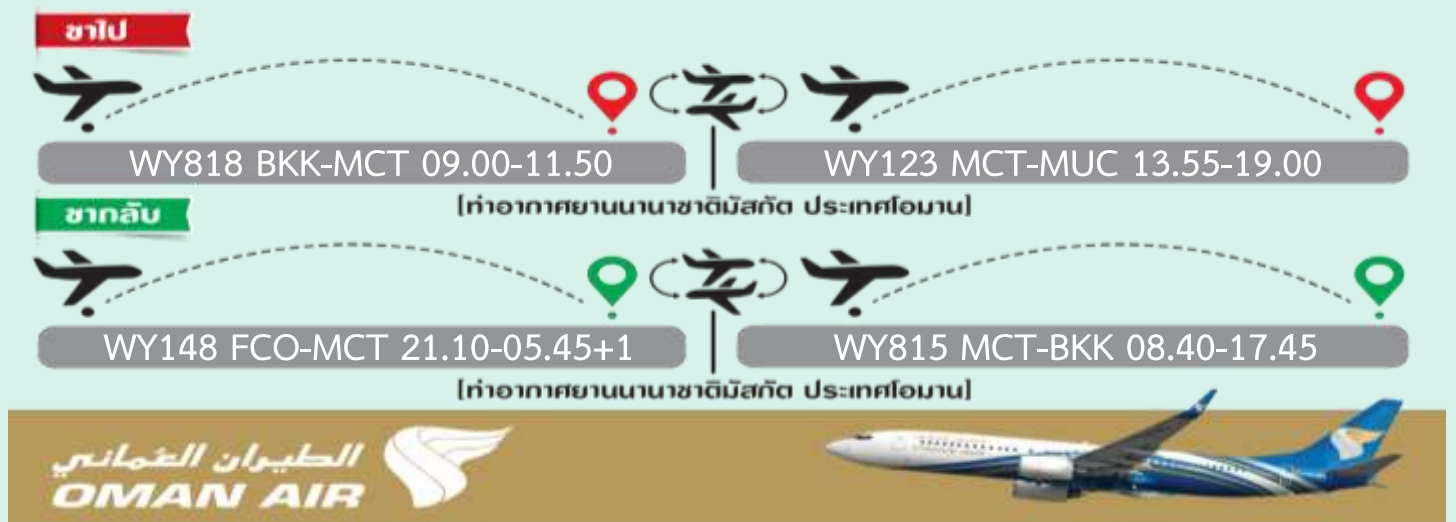 ขาไป
WY818 BKK-MCT 09.00-11.50
WY123 MCT-MUC 13.55-19.00
[ท่าอากาศยานนานาชาติมัสกัต ประเทศโอมาน]
ขากลับ
WY148 FCO-MCT 21.10-05.45+1
WY815 MCT-BKK 08.40-17.45
[ท่าอากาศยานนานาชาติมัสกัต ประเทศโอมาน]
الطيران العُماني
OMAN AIR